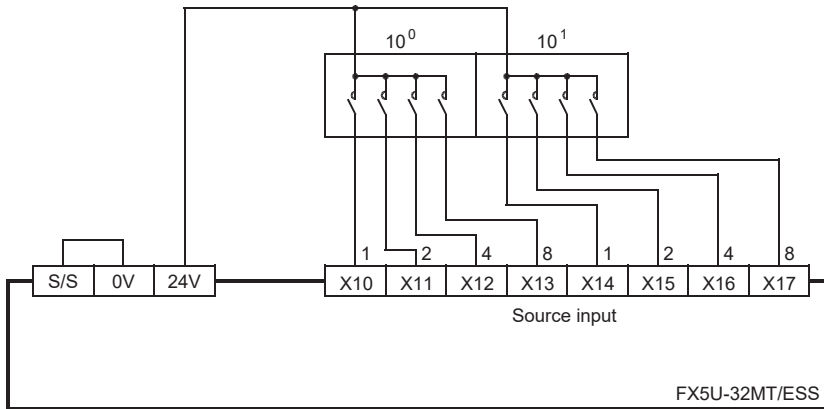 10⁰ 10¹
1 2 4 8 1 2 4 8
S/S 0V 24V X10 X11 X12 X13 X14 X15 X16 X17
Source input
FX5U-32MT/ESS